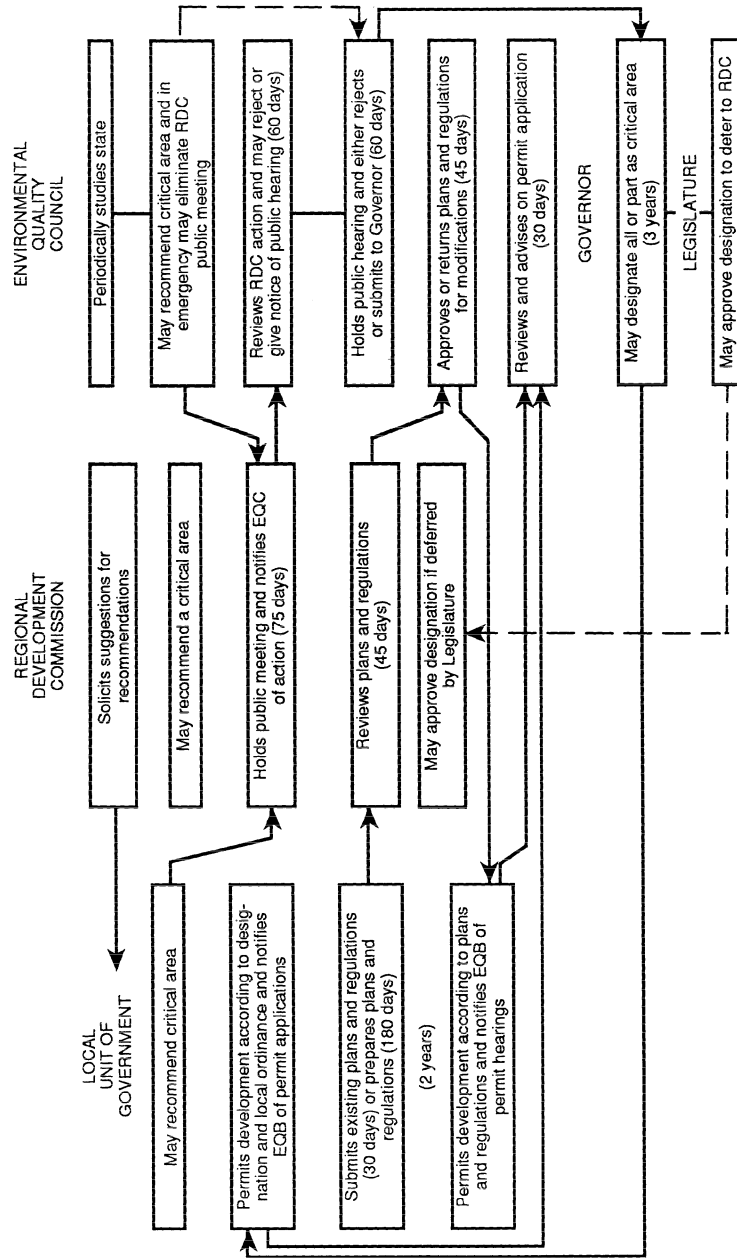 LOCAL
UNIT OF
GOVERNMENT
May recommend critical area
Permits development according to desig-
nation and local ordinance and notifies
EQB of permit applications
Submits existing plans and regulations
(30 days) or prepares plans and
regulations (180 days)
(2 years)
Permits development according to plans
and regulations and notifies EQB of
permit hearings
REGIONAL
DEVELOPMENT
COMMISSION
Solicits suggestions for
recommendations
May recommend a critical area
Holds public meeting and notifies EQC
of action (75 days)
Reviews plans and regulations
(45 days)
May approve designation if deferred
by Legislature
ENVIRONMENTAL
QUALITY
COUNCIL
Periodically studies state
May recommend critical area and in
emergency may eliminate RDC
public meeting
Reviews RDC action and may reject or
give notice of public hearing (60 days)
Holds public hearing and either rejects
or submits to Governor (60 days)
Approves or returns plans and regulations
for modifications (45 days)
Reviews and advises on permit application
(30 days)
GOVERNOR
May designate all or part as critical area
(3 years)
LEGISLATURE
May approve designation to deter to RDC